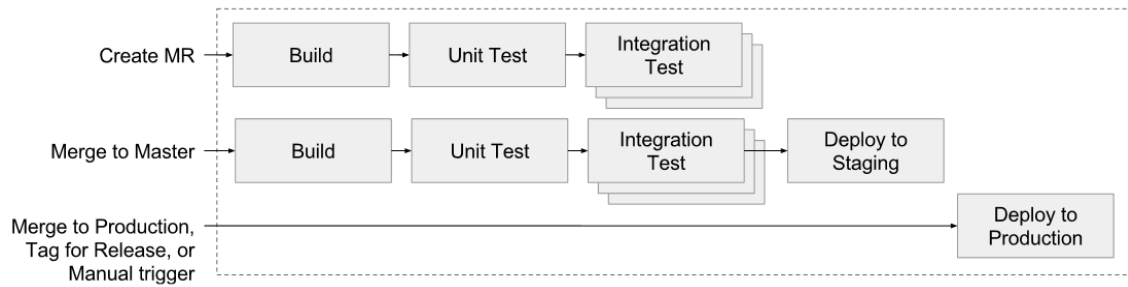 Create MR
Build
Unit Test
Integration
Test
Merge to Master
Build
Unit Test
Integration
Test
Deploy to
Staging
Merge to Production,
Tag for Release, or
Manual trigger
Deploy to
Production